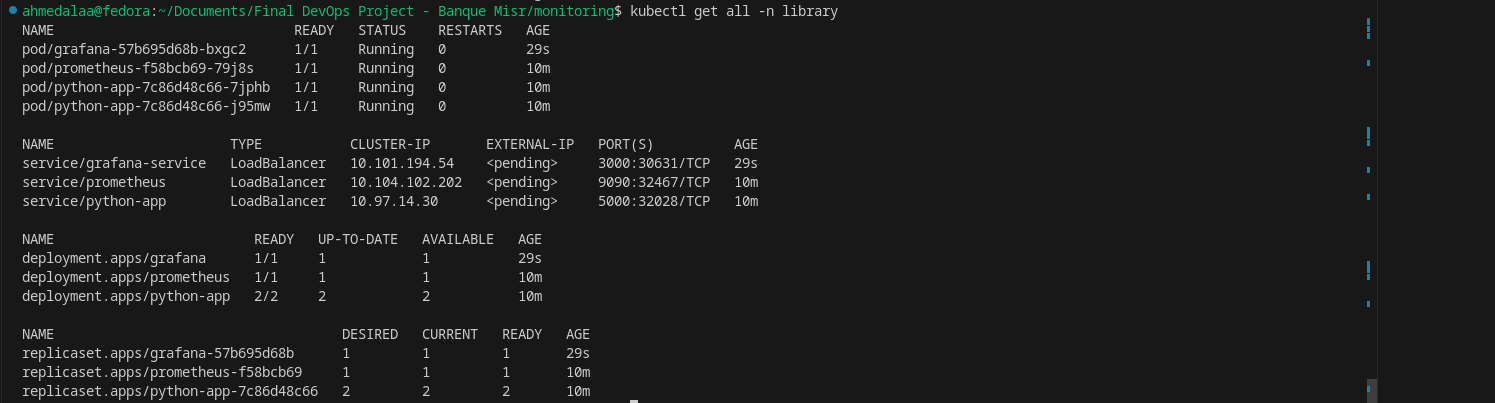 ahmedalaa@fedora:~/Documents/Final DevOps Project - Banque Misr/monitoring$ kubectl get all -n library
NAME                              READY   STATUS    RESTARTS   AGE
pod/grafana-57b695d68b-bxgc2      1/1     Running   0          29s
pod/prometheus-f58bcb69-79j8s     1/1     Running   0          10m
pod/python-app-7c86d48c66-7jphb   1/1     Running   0          10m
pod/python-app-7c86d48c66-j95mw   1/1     Running   0          10m
NAME                      TYPE           CLUSTER-IP       EXTERNAL-IP   PORT(S)          AGE
service/grafana-service   LoadBalancer   10.101.194.54    <pending>     3000:30631/TCP   29s
service/prometheus        LoadBalancer   10.104.102.202   <pending>     9090:32467/TCP   10m
service/python-app        LoadBalancer   10.97.14.30      <pending>     5000:32028/TCP   10m
NAME                         READY   UP-TO-DATE   AVAILABLE   AGE
deployment.apps/grafana      1/1     1            1           29s
deployment.apps/prometheus   1/1     1            1           10m
deployment.apps/python-app   2/2     2            2           10m
NAME                                    DESIRED   CURRENT   READY   AGE
replicaset.apps/grafana-57b695d68b      1         1         1       29s
replicaset.apps/prometheus-f58bcb69     1         1         1       10m
replicaset.apps/python-app-7c86d48c66   2         2         2       10m